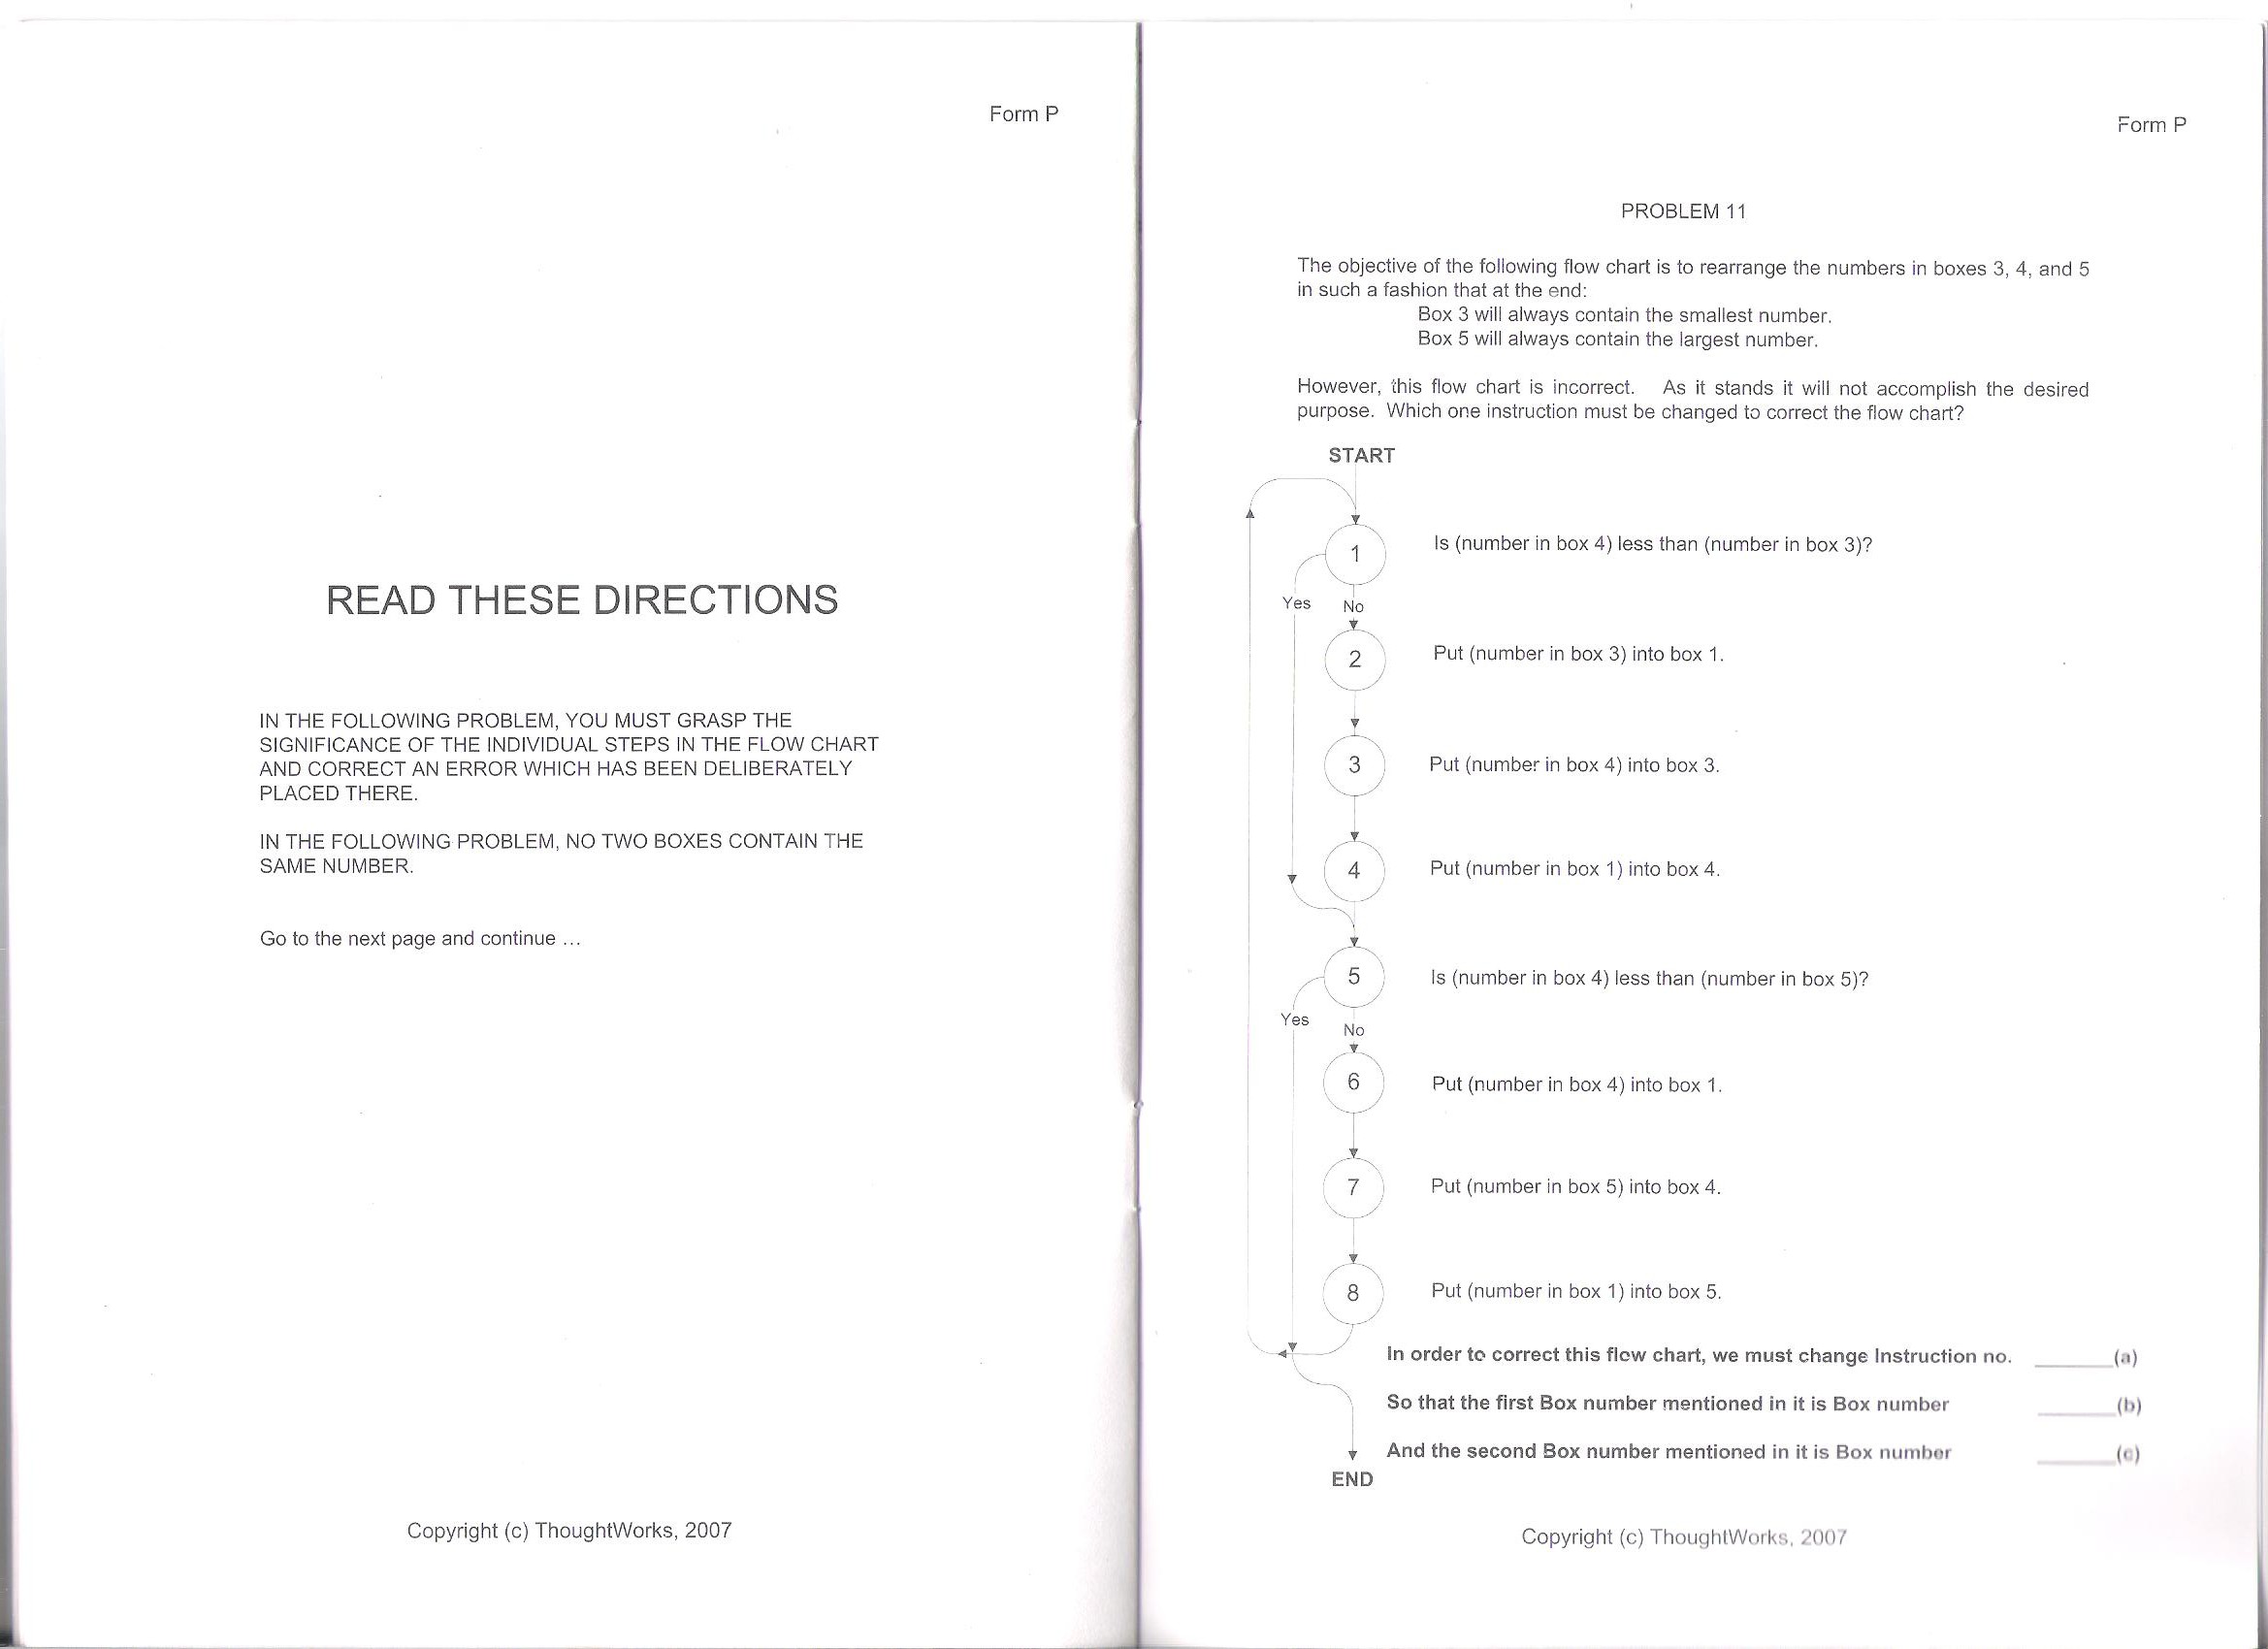 Form P
READ THESE DIRECTIONS
IN THE FOLLOWING PROBLEM, YOU MUST GRASP THE
SIGNIFICANCE OF THE INDIVIDUAL STEPS IN THE FLOW CHART
AND CORRECT AN ERROR WHICH HAS BEEN DELIBERATELY
PLACED THERE.
IN THE FOLLOWING PROBLEM, NO TWO BOXES CONTAIN THE
SAME NUMBER.
Go to the next page and continue ...
Copyright (c) ThoughtWorks, 2007
Form P
PROBLEM 11
The objective of the following flow chart is to rearrange the numbers in boxes 3, 4, and 5
in such a fashion that at the end:
Box 3 will always contain the smallest number.
Box 5 will always contain the largest number.
However, this flow chart is incorrect. As it stands it will not accomplish the desired
purpose. Which one instruction must be changed to correct the flow chart?
START
1 Is (number in box 4) less than (number in box 3)?
Yes No
2 Put (number in box 3) into box 1.
3 Put (number in box 4) into box 3.
4 Put (number in box 1) into box 4.
5 Is (number in box 4) less than (number in box 5)?
Yes No
6 Put (number in box 4) into box 1.
7 Put (number in box 5) into box 4.
8 Put (number in box 1) into box 5.
In order to correct this flow chart, we must change Instruction no. ______(a)
So that the first Box number mentioned in it is Box number ______(b)
And the second Box number mentioned in it is Box number ______(c)
END
Copyright (c) ThoughtWorks, 2007